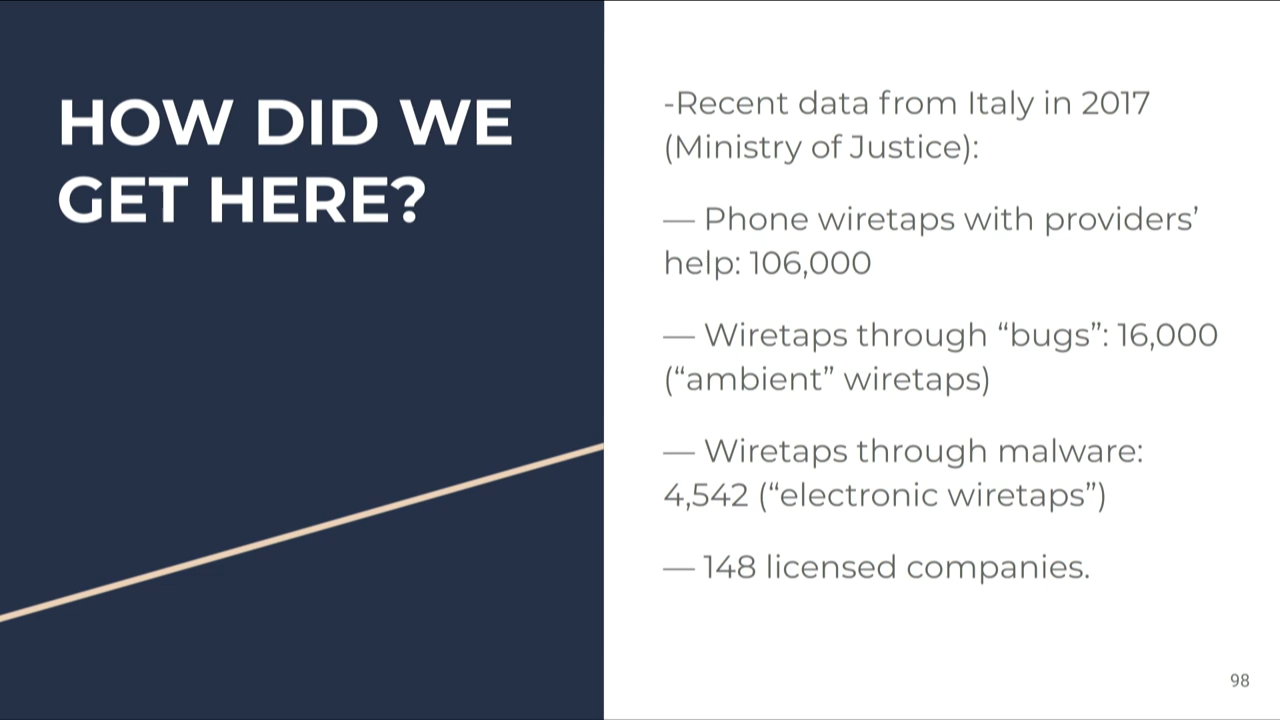 HOW DID WE
GET HERE?
-Recent data from Italy in 2017
(Ministry of Justice):
— Phone wiretaps with providers’
help: 106,000
— Wiretaps through “bugs”: 16,000
(“ambient” wiretaps)
— Wiretaps through malware:
4,542 (“electronic wiretaps”)
— 148 licensed companies.
98